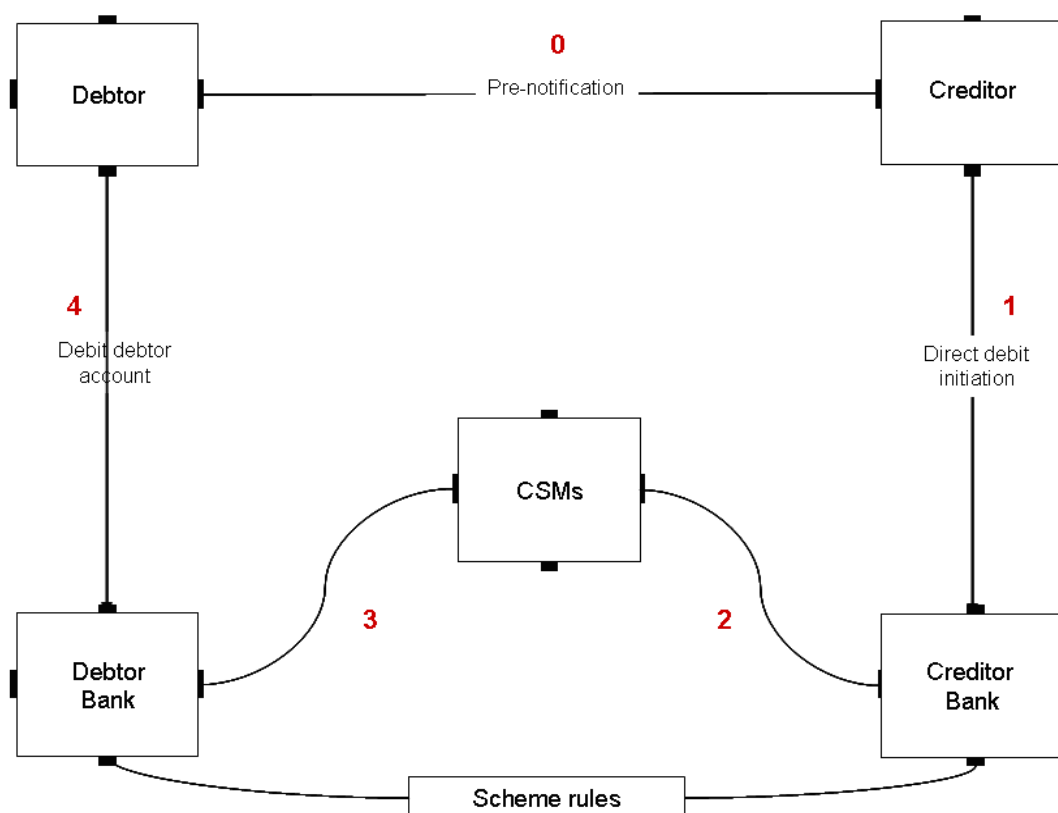 0
Debtor
Pre-notification
Creditor
4
1
Debit debtor
account
Direct debit
initiation
CSMs
3
2
Debtor
Bank
Creditor
Bank
Scheme rules